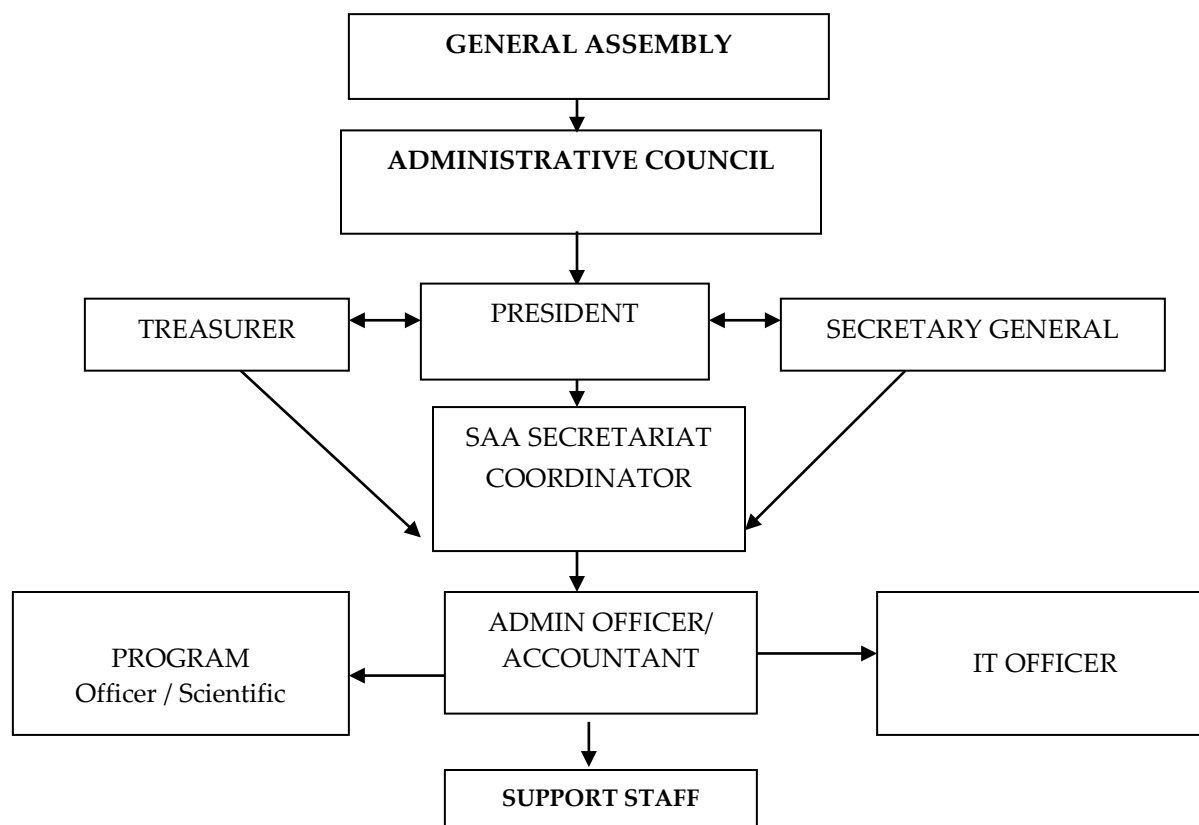 GENERAL ASSEMBLY
ADMINISTRATIVE COUNCIL
PRESIDENT
TREASURER
SECRETARY GENERAL
SAA SECRETARIAT
COORDINATOR
ADMIN OFFICER/
ACCOUNTANT
PROGRAM
Officer / Scientific
IT OFFICER
SUPPORT STAFF